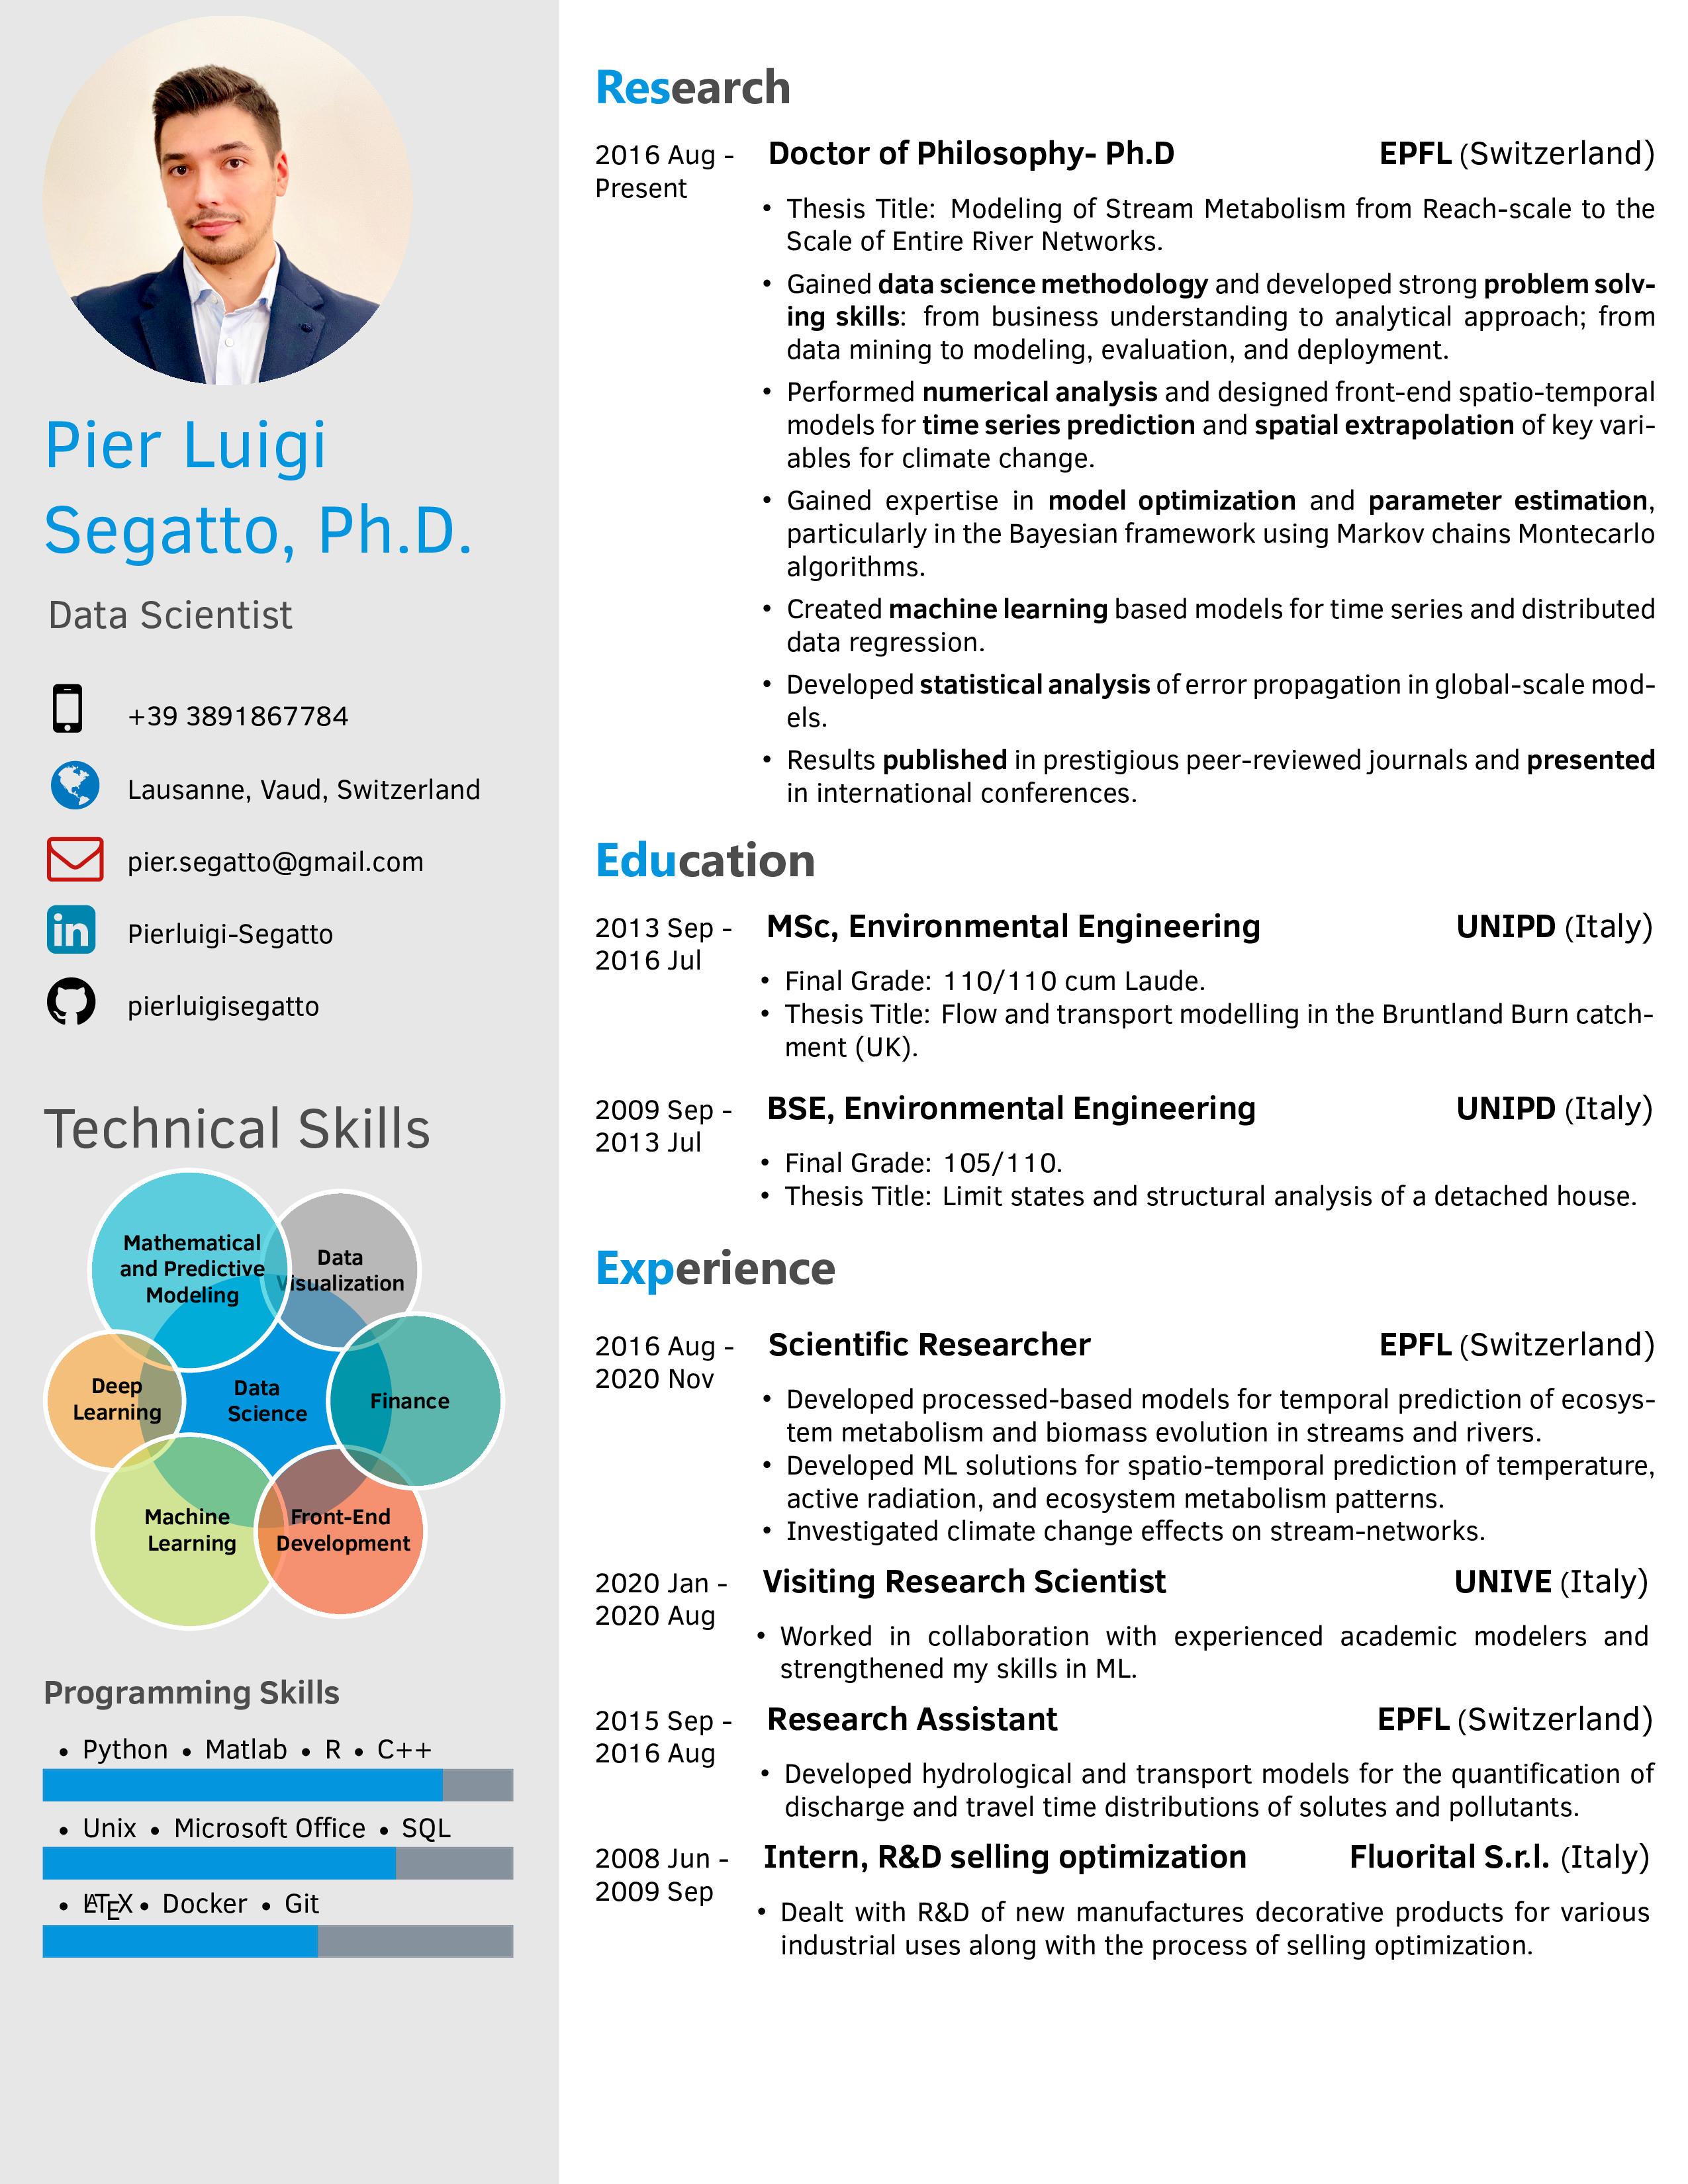 Pier Luigi
Segatto, Ph.D.
Data Scientist
+39 3891867784
Lausanne, Vaud, Switzerland
pier.segatto@gmail.com
in Pierluigi-Segatto
pierluigisegatto
Technical Skills
Mathematical
and Predictive
Modeling
Data
Visualization
Deep
Learning
Data
Science
Finance
Machine
Learning
Front-End
Development
Programming Skills
• Python • Matlab • R • C++
• Unix • Microsoft Office • SQL
• LATEX • Docker • Git
Research
2016 Aug - Doctor of Philosophy- Ph.D EPFL (Switzerland)
Present
• Thesis Title: Modeling of Stream Metabolism from Reach-scale to the
Scale of Entire River Networks.
• Gained data science methodology and developed strong problem solv-
ing skills: from business understanding to analytical approach; from
data mining to modeling, evaluation, and deployment.
• Performed numerical analysis and designed front-end spatio-temporal
models for time series prediction and spatial extrapolation of key vari-
ables for climate change.
• Gained expertise in model optimization and parameter estimation,
particularly in the Bayesian framework using Markov chains Montecarlo
algorithms.
• Created machine learning based models for time series and distributed
data regression.
• Developed statistical analysis of error propagation in global-scale mod-
els.
• Results published in prestigious peer-reviewed journals and presented
in international conferences.
Education
2013 Sep - MSc, Environmental Engineering UNIPD (Italy)
2016 Jul
• Final Grade: 110/110 cum Laude.
• Thesis Title: Flow and transport modelling in the Bruntland Burn catch-
ment (UK).
2009 Sep - BSE, Environmental Engineering UNIPD (Italy)
2013 Jul
• Final Grade: 105/110.
• Thesis Title: Limit states and structural analysis of a detached house.
Experience
2016 Aug - Scientific Researcher EPFL (Switzerland)
2020 Nov
• Developed processed-based models for temporal prediction of ecosys-
tem metabolism and biomass evolution in streams and rivers.
• Developed ML solutions for spatio-temporal prediction of temperature,
active radiation, and ecosystem metabolism patterns.
• Investigated climate change effects on stream-networks.
2020 Jan - Visiting Research Scientist UNIVE (Italy)
2020 Aug
• Worked in collaboration with experienced academic modelers and
strengthened my skills in ML.
2015 Sep - Research Assistant EPFL (Switzerland)
2016 Aug
• Developed hydrological and transport models for the quantification of
discharge and travel time distributions of solutes and pollutants.
2008 Jun - Intern, R&D selling optimization Fluorital S.r.l. (Italy)
2009 Sep
• Dealt with R&D of new manufactures decorative products for various
industrial uses along with the process of selling optimization.